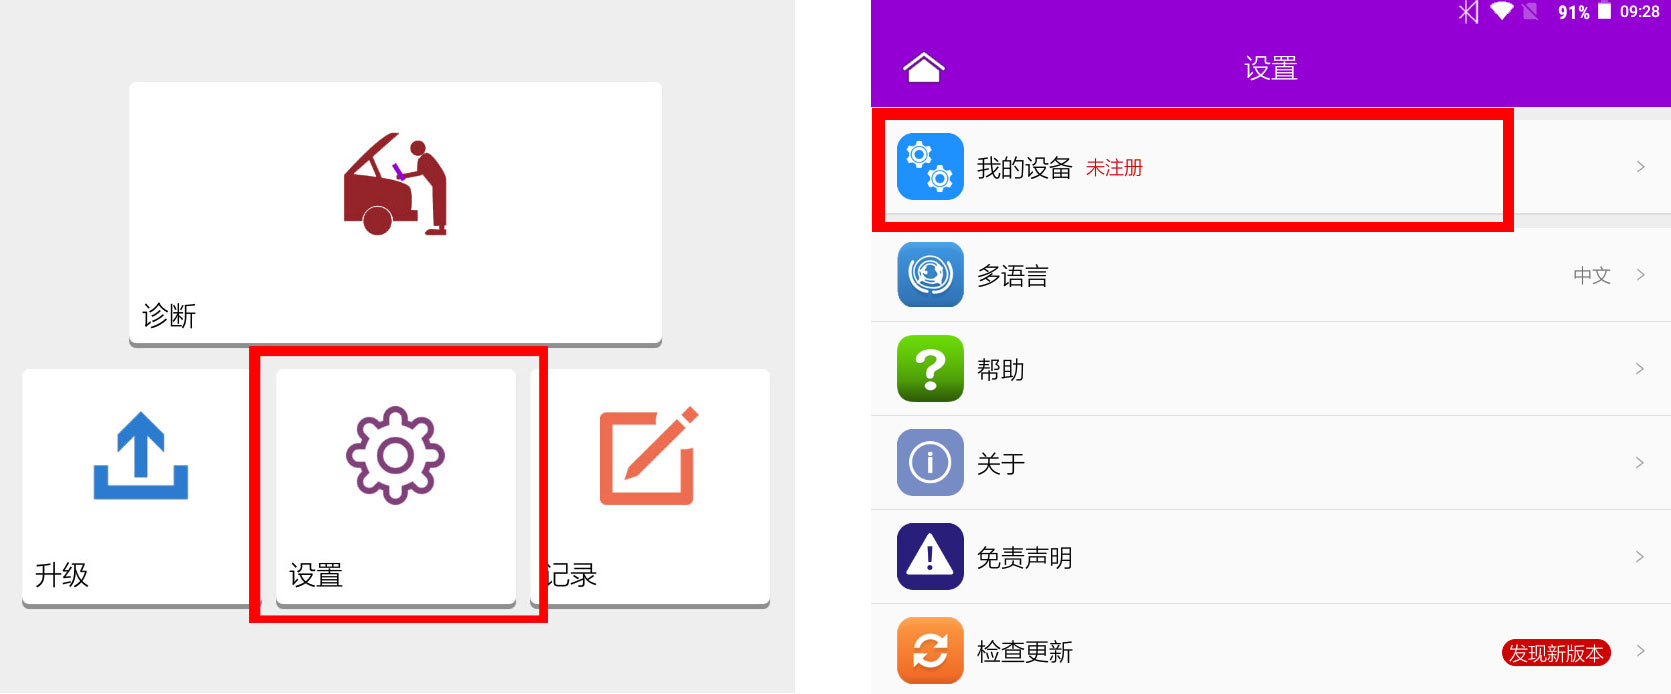 诊断
升级
设置
记录
91% 09:28
设置
我的设备 未注册
多语言 中文
帮助
关于
免责声明
检查更新 发现新版本